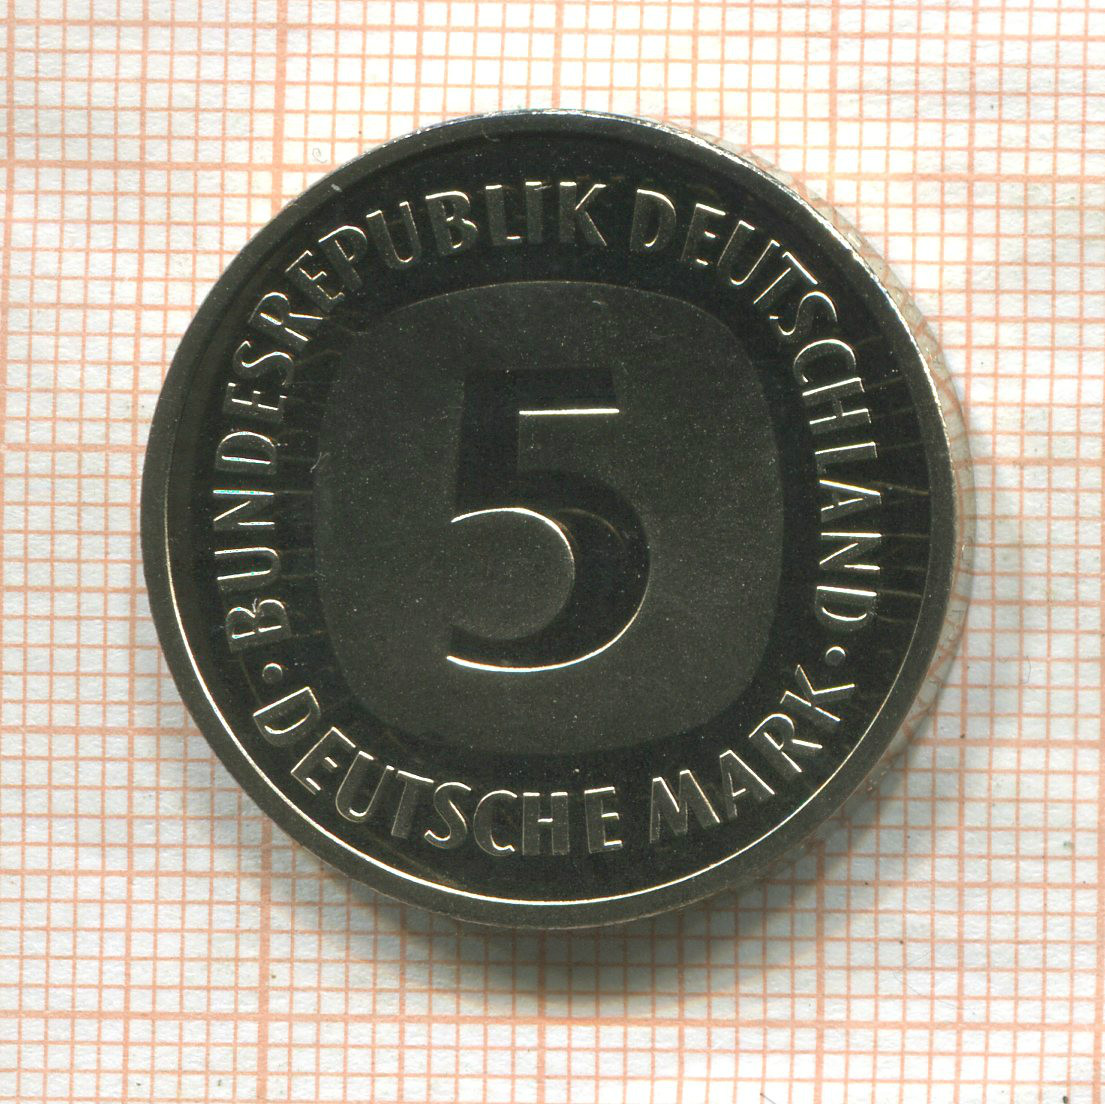 BUNDESREPUBLIK DEUTSCHLAND
5
· DEUTSCHE MARK ·